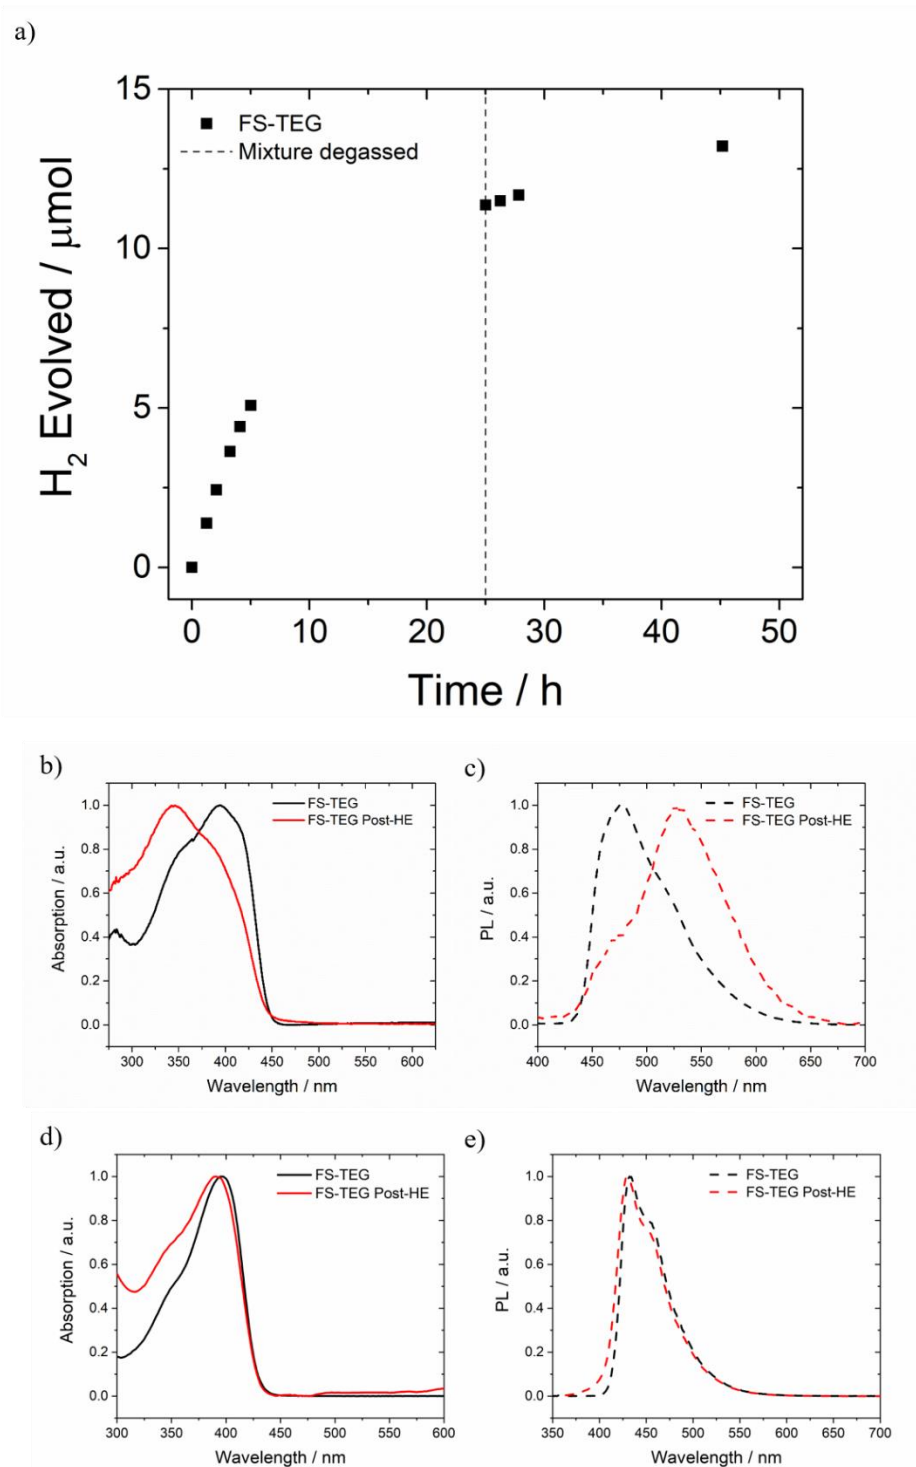 a)
15
10
5
0
H₂ Evolved / μmol
FS-TEG
Mixture degassed
0 10 20 30 40 50
Time / h
b)
1.0
0.8
0.6
0.4
0.2
0.0
Absorption / a.u.
FS-TEG
FS-TEG Post-HE
300 350 400 450 500 550 600
Wavelength / nm
c)
1.0
0.8
0.6
0.4
0.2
0.0
PL / a.u.
FS-TEG
FS-TEG Post-HE
400 450 500 550 600 650 700
Wavelength / nm
d)
1.0
0.8
0.6
0.4
0.2
0.0
Absorption / a.u.
FS-TEG
FS-TEG Post-HE
300 350 400 450 500 550 600
Wavelength / nm
e)
1.0
0.8
0.6
0.4
0.2
0.0
PL / a.u.
FS-TEG
FS-TEG Post-HE
350 400 450 500 550 600 650 700
Wavelength / nm